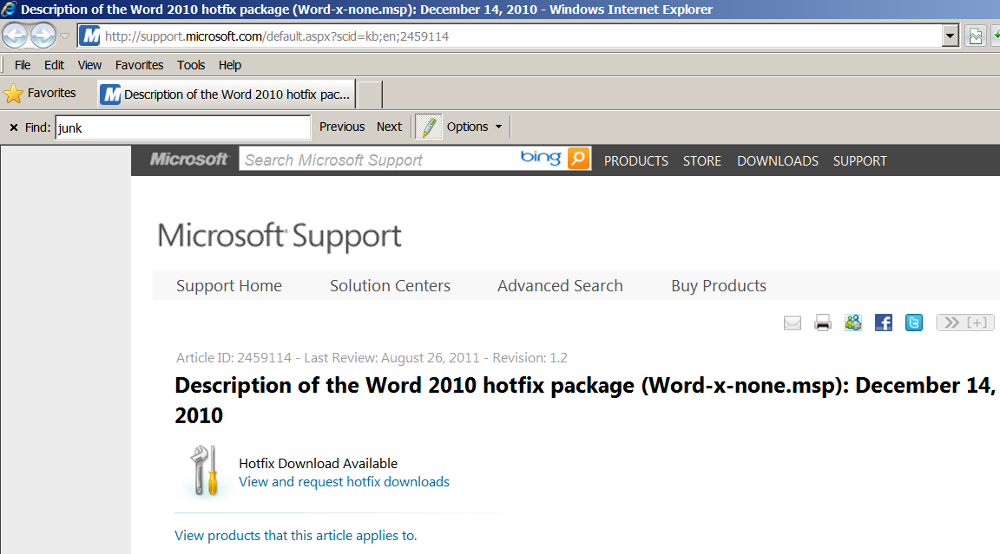 Description of the Word 2010 hotfix package (Word-x-none.msp): December 14, 2010 - Windows Internet Explorer
http://support.microsoft.com/default.aspx?scid=kb;en;2459114
File Edit View Favorites Tools Help
Favorites Description of the Word 2010 hotfix pac...
x Find: junk Previous Next Options
Microsoft Search Microsoft Support bing PRODUCTS STORE DOWNLOADS SUPPORT
Microsoft Support
Support Home Solution Centers Advanced Search Buy Products
[+]
Article ID: 2459114 - Last Review: August 26, 2011 - Revision: 1.2
Description of the Word 2010 hotfix package (Word-x-none.msp): December 14,
2010
Hotfix Download Available
View and request hotfix downloads
View products that this article applies to.